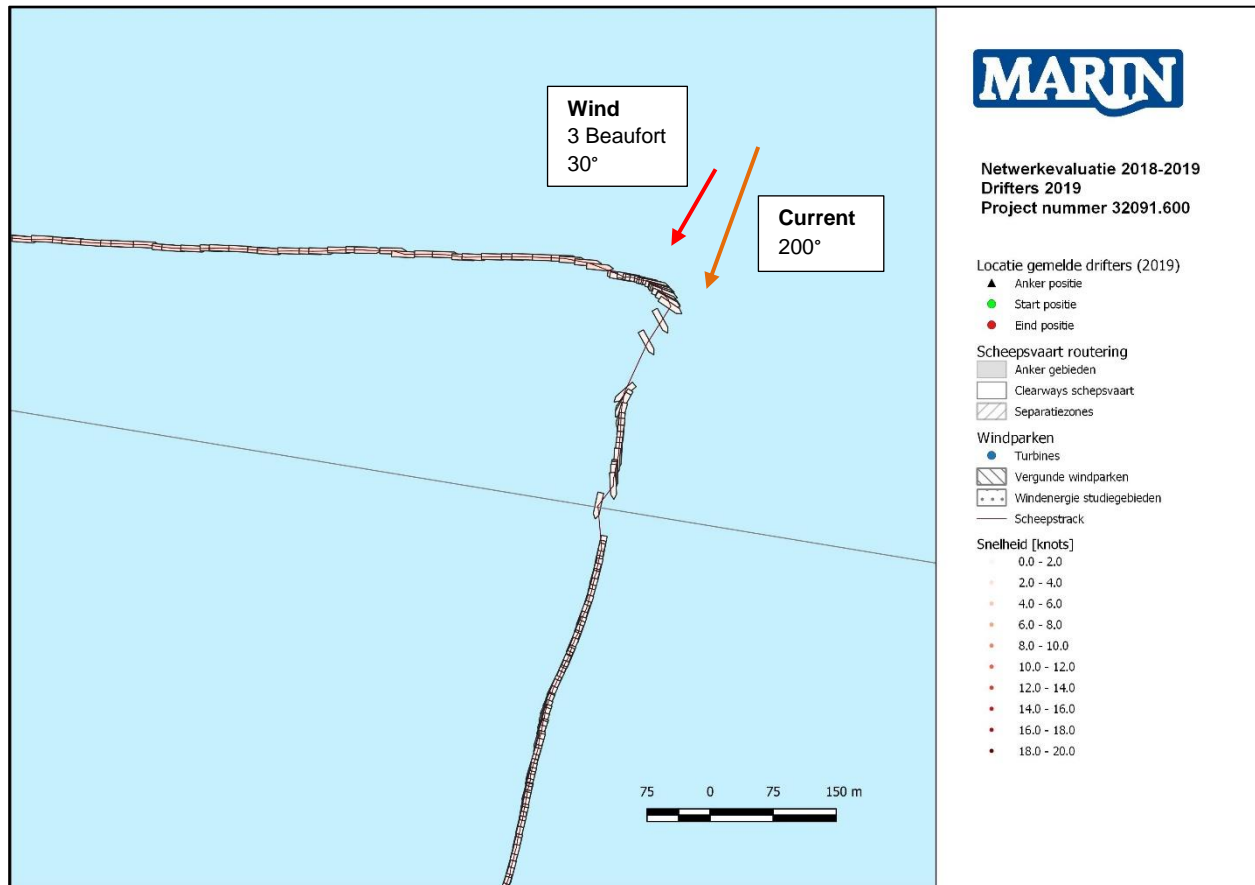 Wind
3 Beaufort
30°
Current
200°
75 0 75 150 m
MARIN
Netwerkevaluatie 2018-2019
Drifters 2019
Project nummer 32091.600
Locatie gemelde drifters (2019)
Anker positie
Start positie
Eind positie
Scheepsvaart routering
Anker gebieden
Clearways schepsvaart
Separatiezones
Windparken
Turbines
Vergunde windparken
Windenergie studiegebieden
Scheepstrack
Snelheid [knots]
0.0 - 2.0
2.0 - 4.0
4.0 - 6.0
6.0 - 8.0
8.0 - 10.0
10.0 - 12.0
12.0 - 14.0
14.0 - 16.0
16.0 - 18.0
18.0 - 20.0